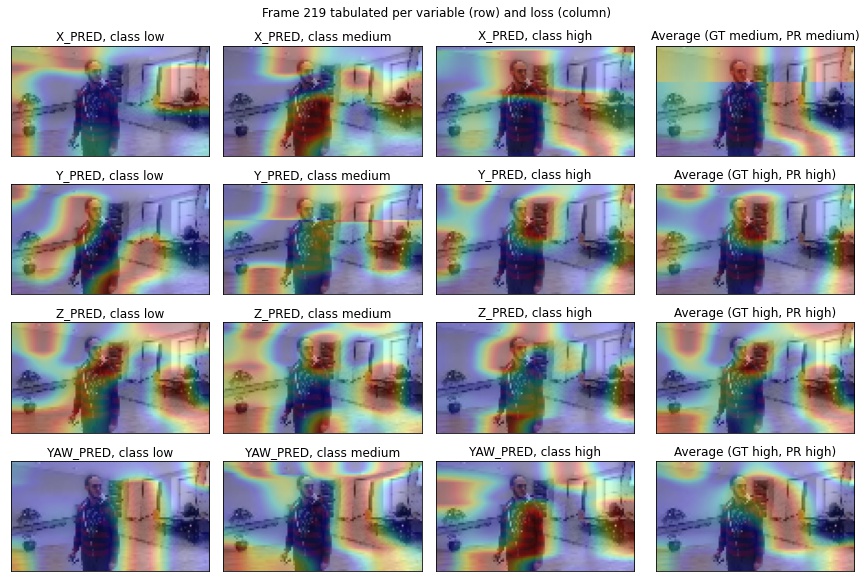 Frame 219 tabulated per variable (row) and loss (column)
X_PRED, class low
X_PRED, class medium
X_PRED, class high
Average (GT medium, PR medium)
Y_PRED, class low
Y_PRED, class medium
Y_PRED, class high
Average (GT high, PR high)
Z_PRED, class low
Z_PRED, class medium
Z_PRED, class high
Average (GT high, PR high)
YAW_PRED, class low
YAW_PRED, class medium
YAW_PRED, class high
Average (GT high, PR high)